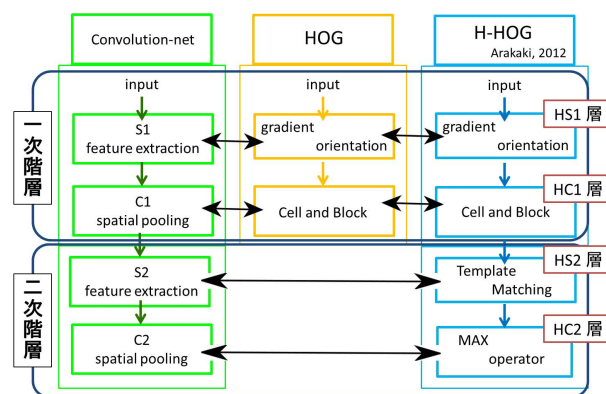 Convolution-net
HOG
H-HOG
Arakaki, 2012
一次階層
input
input
input
HS1 層
S1
feature extraction
gradient
orientation
gradient
orientation
HC1 層
C1
spatial pooling
Cell and Block
Cell and Block
二次階層
HS2 層
S2
feature extraction
Template
Matching
HC2 層
C2
spatial pooling
MAX
operator